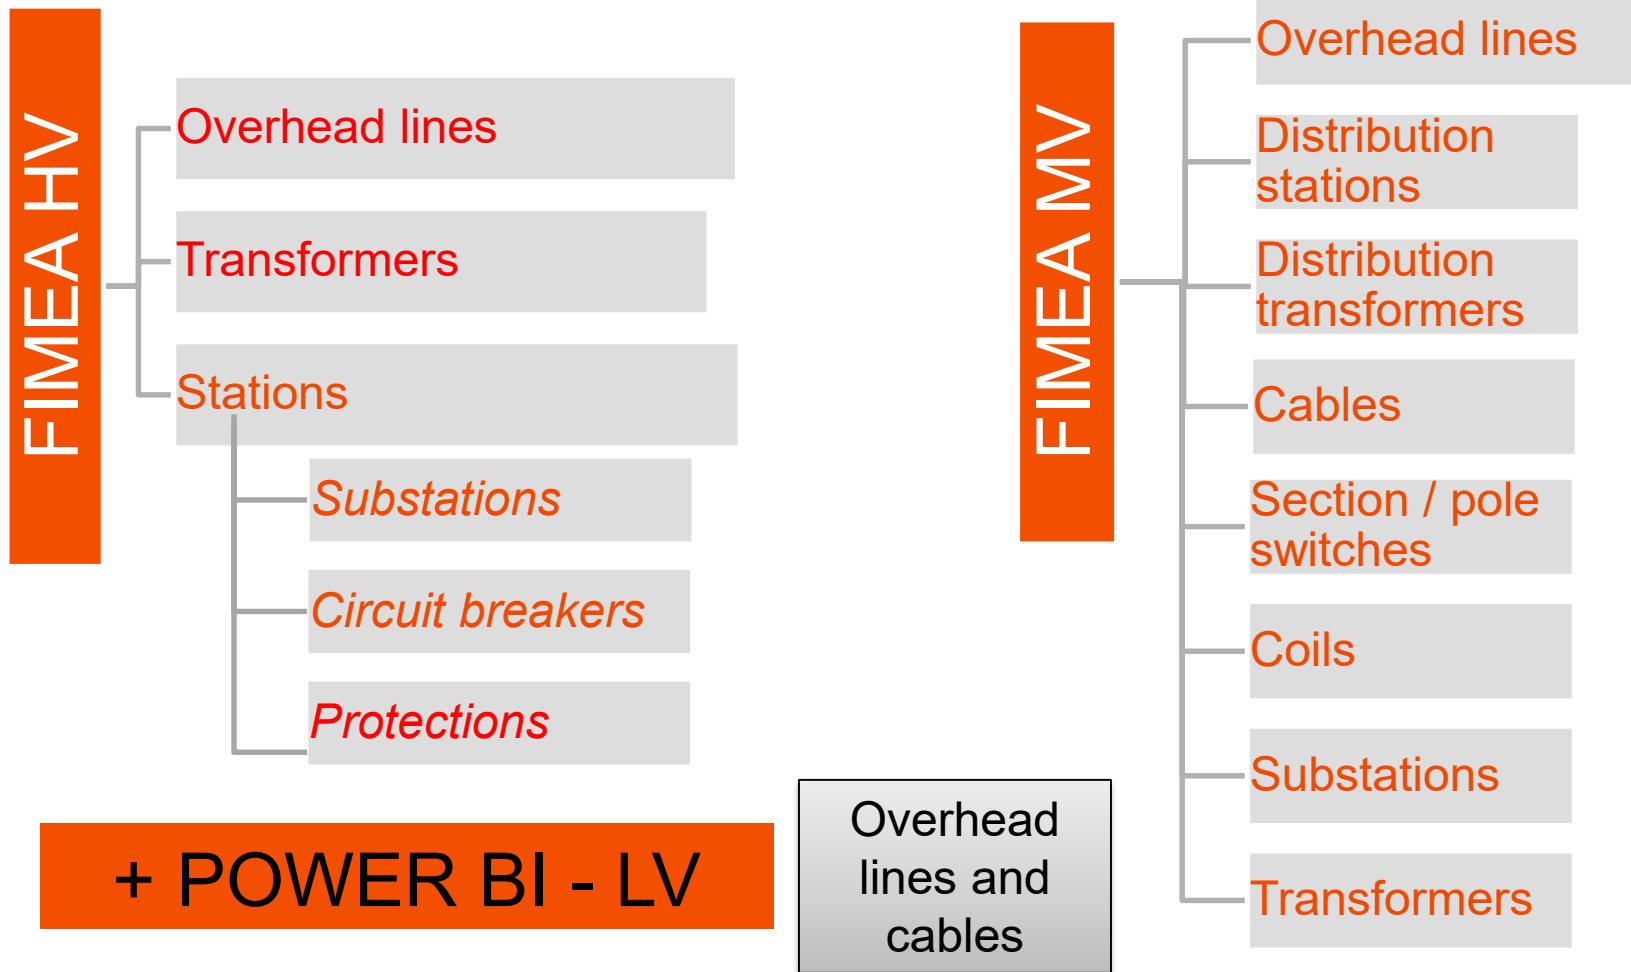 FIMEA HV
Overhead lines
Transformers
Stations
Substations
Circuit breakers
Protections
+ POWER BI - LV
Overhead
lines and
cables
FIMEA MV
Overhead lines
Distribution
stations
Distribution
transformers
Cables
Section / pole
switches
Coils
Substations
Transformers